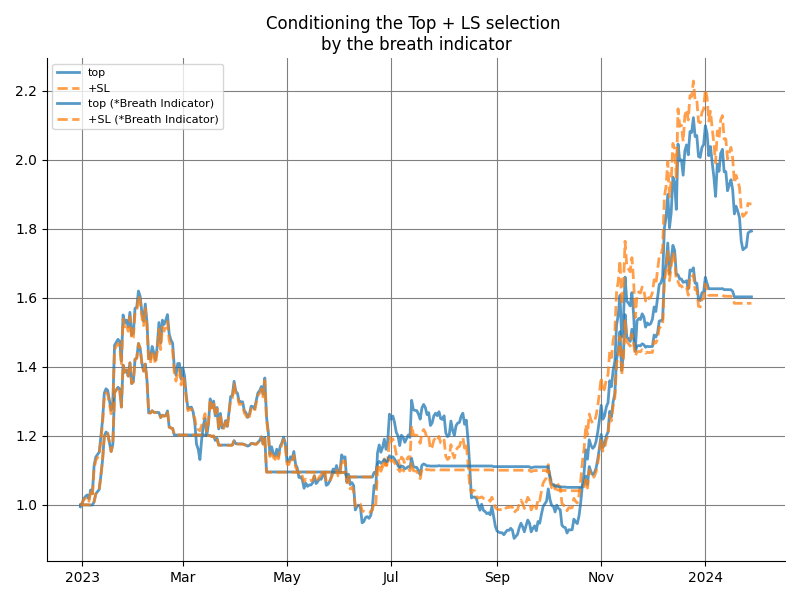 Conditioning the Top + LS selection
by the breath indicator
top
+SL
top (*Breath Indicator)
+SL (*Breath Indicator)
2.2
2.0
1.8
1.6
1.4
1.2
1.0
2023 Mar May Jul Sep Nov 2024